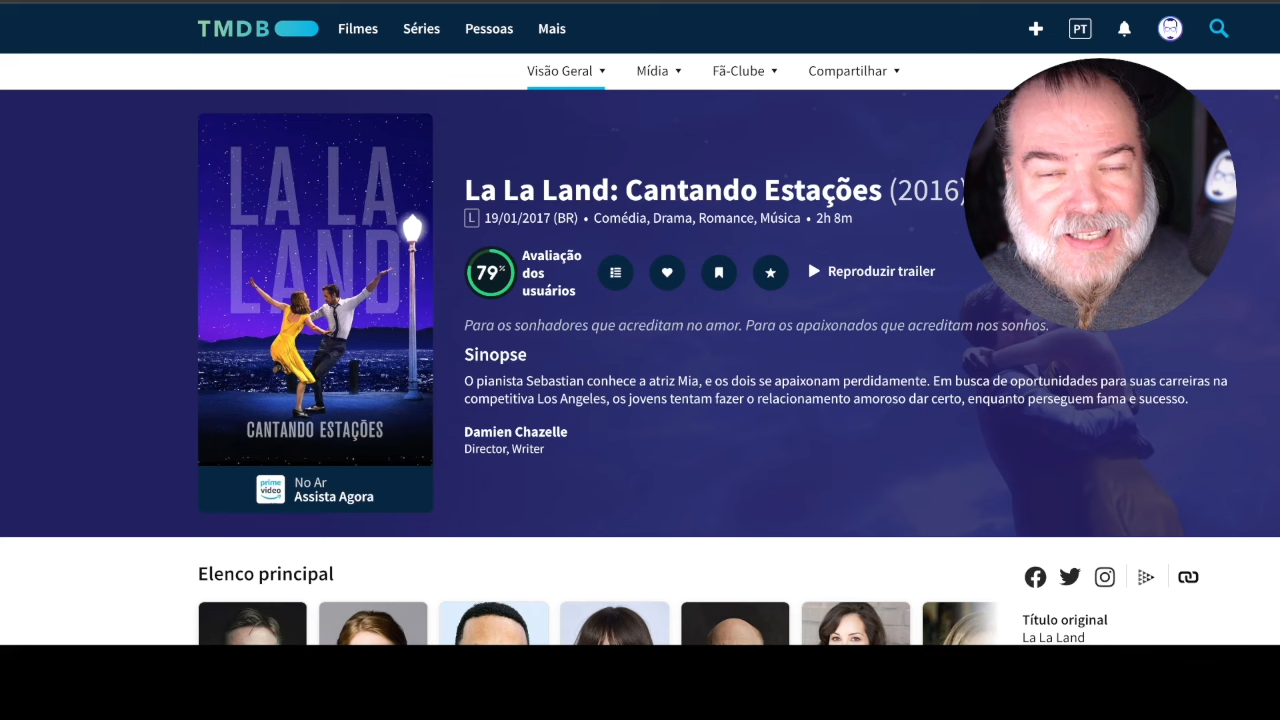 TMDB
Filmes
Séries
Pessoas
Mais
PT
Visão Geral
Mídia
Fã-Clube
Compartilhar
LA LA
LAND
CANTANDO ESTAÇÕES
prime
video
No Ar
Assista Agora
La La Land: Cantando Estações (2016)
L 19/01/2017 (BR) • Comédia, Drama, Romance, Música • 2h 8m
79%
Avaliação
dos
usuários
Reproduzir trailer
Para os sonhadores que acreditam no amor. Para os apaixonados que acreditam nos sonhos.
Sinopse
O pianista Sebastian conhece a atriz Mia, e os dois se apaixonam perdidamente. Em busca de oportunidades para suas carreiras na
competitiva Los Angeles, os jovens tentam fazer o relacionamento amoroso dar certo, enquanto perseguem fama e sucesso.
Damien Chazelle
Director, Writer
Elenco principal
Título original
La La Land